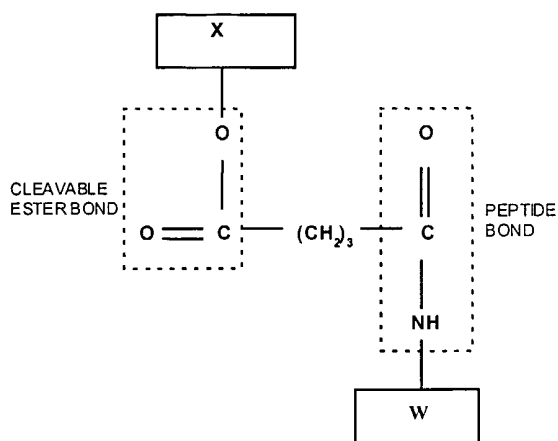 X
O
O
CLEAVABLE
ESTER BOND
O
C
(CH2)3
C
PEPTIDE
BOND
NH
W